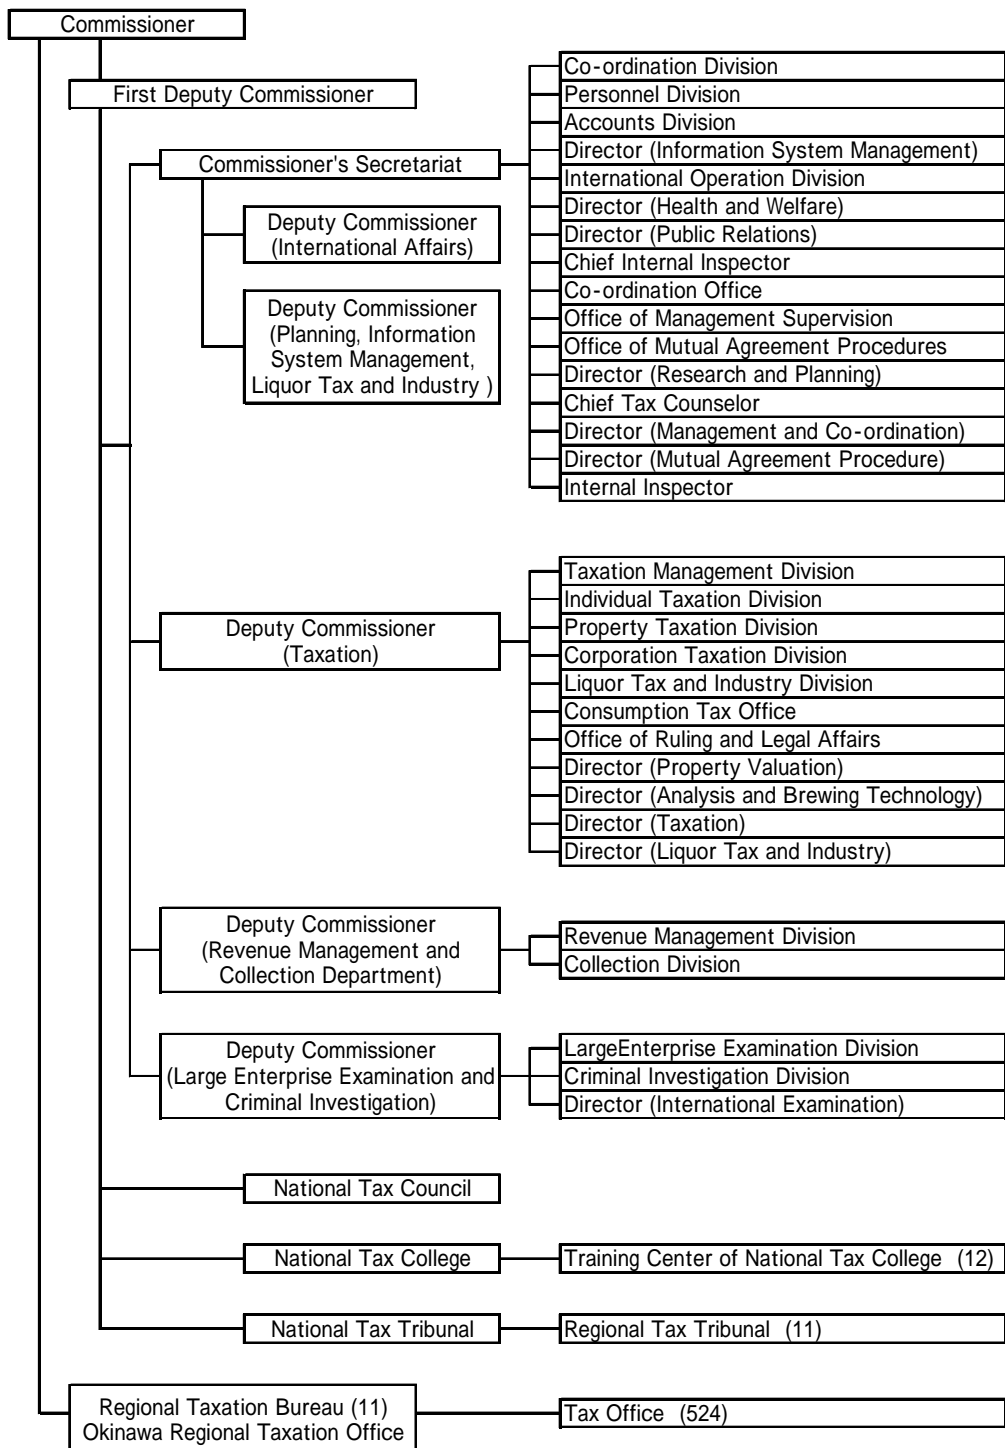 Commissioner
First Deputy Commissioner
Commissioner's Secretariat
Deputy Commissioner
(International Affairs)
Deputy Commissioner
(Planning, Information
System Management,
Liquor Tax and Industry )
Co-ordination Division
Personnel Division
Accounts Division
Director (Information System Management)
International Operation Division
Director (Health and Welfare)
Director (Public Relations)
Chief Internal Inspector
Co-ordination Office
Office of Management Supervision
Office of Mutual Agreement Procedures
Director (Research and Planning)
Chief Tax Counselor
Director (Management and Co-ordination)
Director (Mutual Agreement Procedure)
Internal Inspector
Deputy Commissioner
(Taxation)
Taxation Management Division
Individual Taxation Division
Property Taxation Division
Corporation Taxation Division
Liquor Tax and Industry Division
Consumption Tax Office
Office of Ruling and Legal Affairs
Director (Property Valuation)
Director (Analysis and Brewing Technology)
Director (Taxation)
Director (Liquor Tax and Industry)
Deputy Commissioner
(Revenue Management and
Collection Department)
Revenue Management Division
Collection Division
Deputy Commissioner
(Large Enterprise Examination and
Criminal Investigation)
LargeEnterprise Examination Division
Criminal Investigation Division
Director (International Examination)
National Tax Council
National Tax College
Training Center of National Tax College (12)
National Tax Tribunal
Regional Tax Tribunal (11)
Regional Taxation Bureau (11)
Okinawa Regional Taxation Office
Tax Office (524)